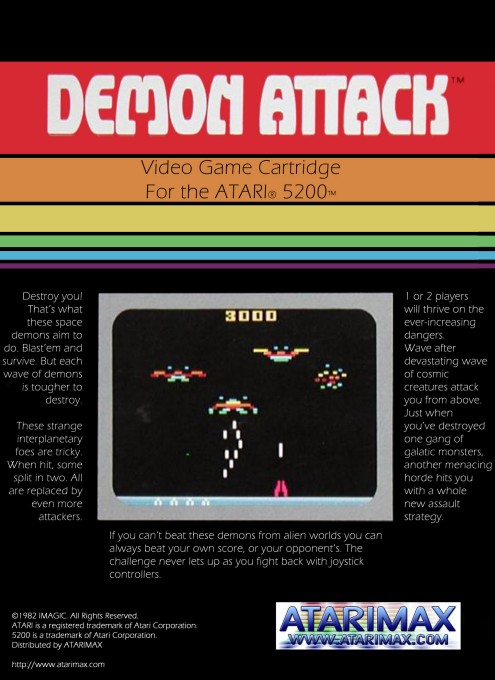 DEMON ATTACK™
Video Game Cartridge
For the ATARI® 5200™
Destroy you!
That's what
these space
demons aim to
do. Blast'em and
survive. But each
wave of demons
is tougher to
destroy.
These strange
interplanetary
foes are tricky.
When hit, some
split in two. All
are replaced by
even more
attackers.
3000
1 or 2 players
will thrive on the
ever-increasing
dangers.
Wave after
devastating wave
of cosmic
creatures attack
you from above.
Just when
you've destroyed
one gang of
galatic monsters,
another menacing
horde hits you
with a whole
new assault
strategy.
If you can't beat these demons from alien worlds you can
always beat your own score, or your opponent's. The
challenge never lets up as you fight back with joystick
controllers.
©1982 IMAGIC. All Rights Reserved.
ATARI is a registered trademark of Atari Corporation.
5200 is a trademark of Atari Corporation.
Distributed by ATARIMAX
http://www.atarimax.com
ATARIMAX
WWW.ATARIMAX.COM